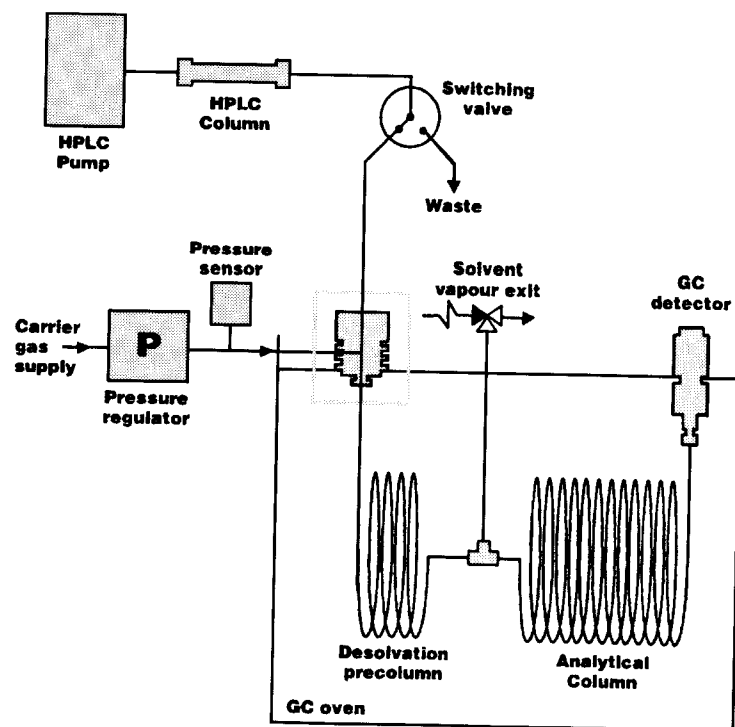 HPLC
Pump
HPLC
Column
Switching
valve
Waste
Pressure
sensor
Solvent
vapour exit
GC
detector
Carrier
gas
supply
P
Pressure
regulator
Desolvation
precolumn
Analytical
Column
GC oven